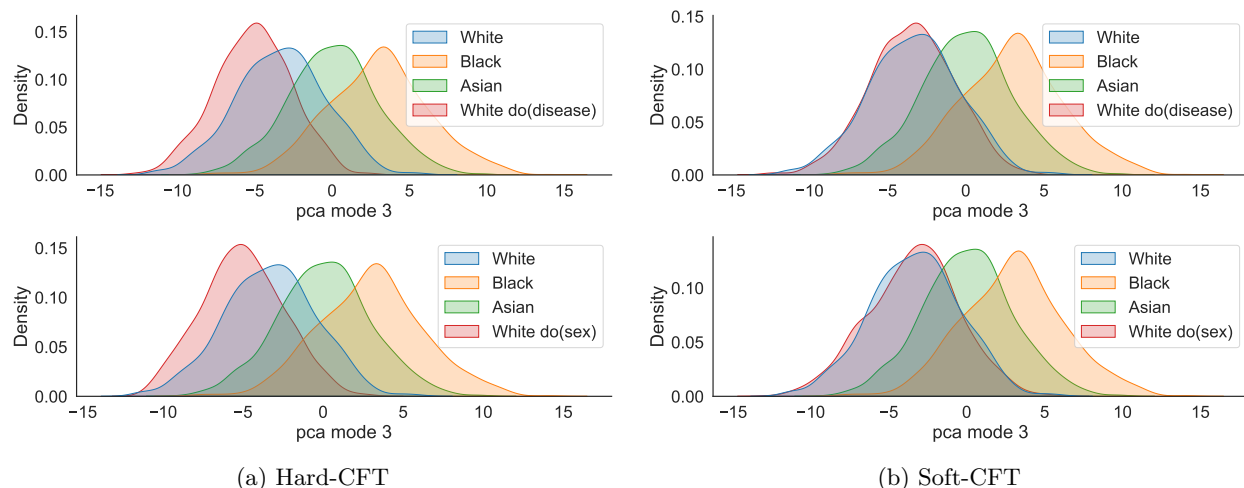 0.15
0.10
0.05
0.00
Density
White
Black
Asian
White do(disease)
-15 -10 -5 0 5 10 15
pca mode 3
0.15
0.10
0.05
0.00
Density
White
Black
Asian
White do(sex)
-15 -10 -5 0 5 10 15
pca mode 3
(a) Hard-CFT
0.15
0.10
0.05
0.00
Density
White
Black
Asian
White do(disease)
-15 -10 -5 0 5 10 15
pca mode 3
0.10
0.05
0.00
Density
White
Black
Asian
White do(sex)
-15 -10 -5 0 5 10 15
pca mode 3
(b) Soft-CFT